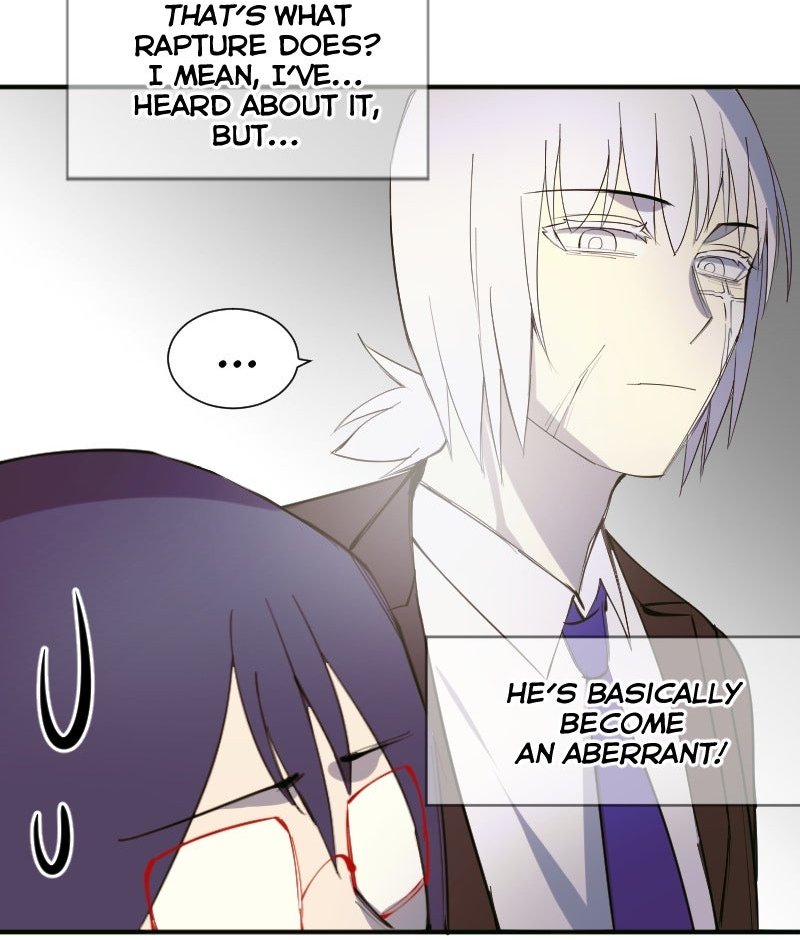 THAT'S WHAT
RAPTURE DOES?
I MEAN, I'VE...
HEARD ABOUT IT,
BUT...
...
HE'S BASICALLY
BECOME
AN ABERRANT!